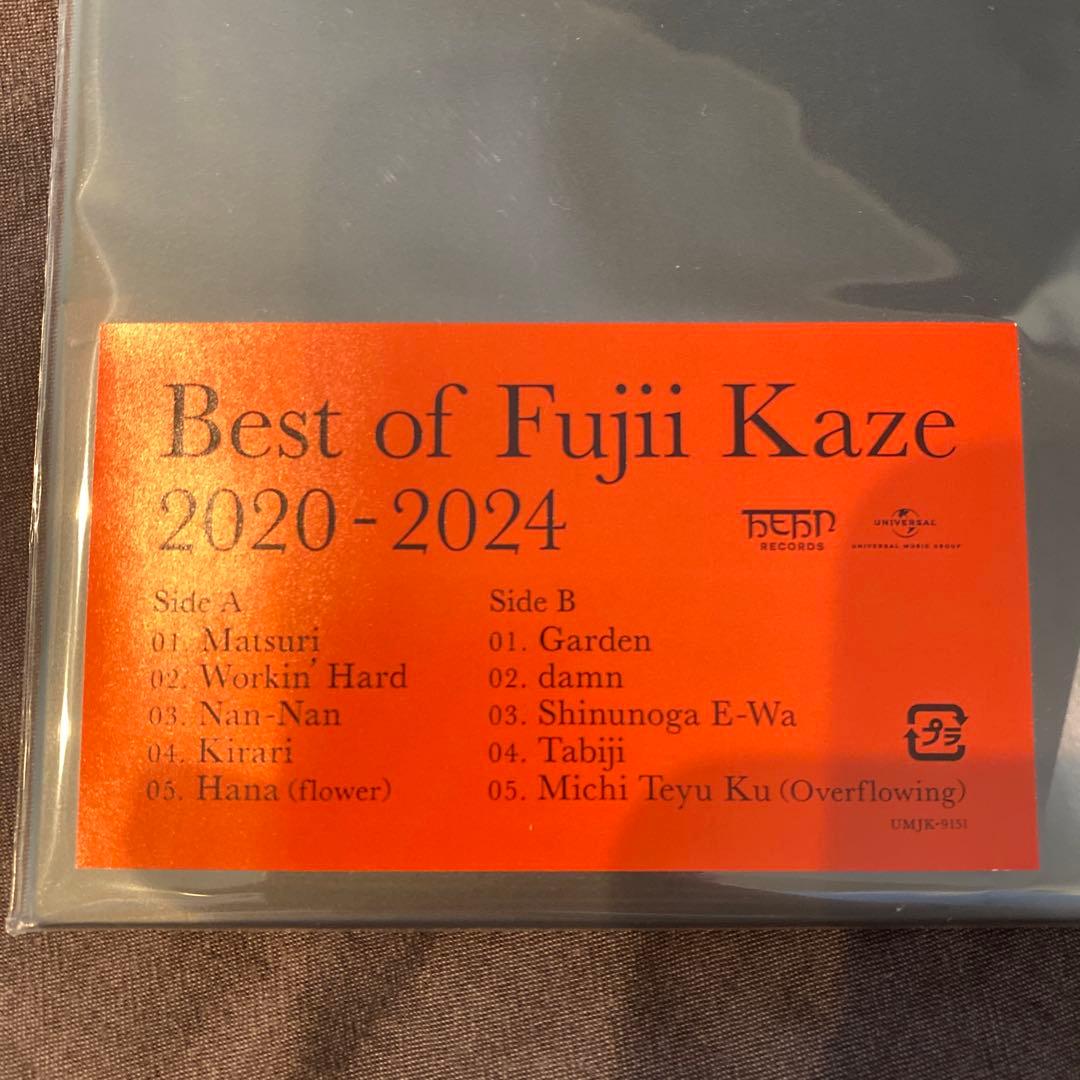 Best of Fujii Kaze
2020-2024
HEHN
RECORDS
UNIVERSAL
UNIVERSAL MUSIC GROUP
Side A
01. Matsuri
02. Workin' Hard
03. Nan-Nan
04. Kirari
05. Hana (flower)
Side B
01. Garden
02. damn
03. Shinunoga E-Wa
04. Tabiji
05. Michi Teyu Ku (Overflowing)
プラ
UMJK-9151